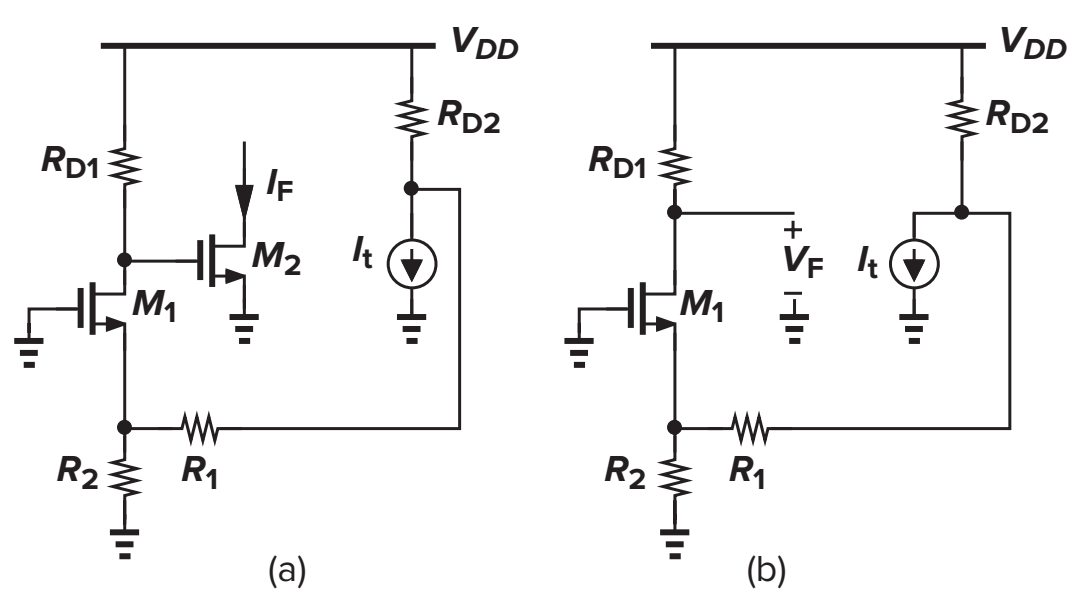 V_DD
R_D1
R_D2
I_F
M_2
I_t
M_1
R_2
R_1
(a)
V_DD
R_D1
R_D2
+
V_F
−
I_t
M_1
R_2
R_1
(b)